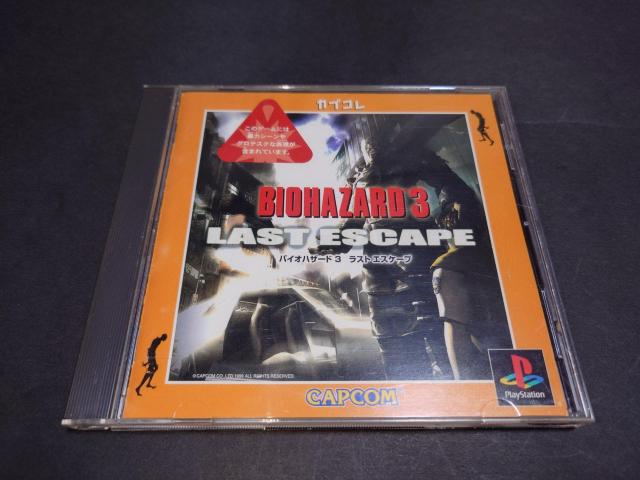 カプコレ
このゲームには
暴力シーンや
グロテスクな表現が
含まれています。
BIOHAZARD 3
LAST ESCAPE
バイオハザード3 ラストエスケープ
©CAPCOM CO., LTD 1999 ALL RIGHTS RESERVED.
CAPCOM
PlayStation